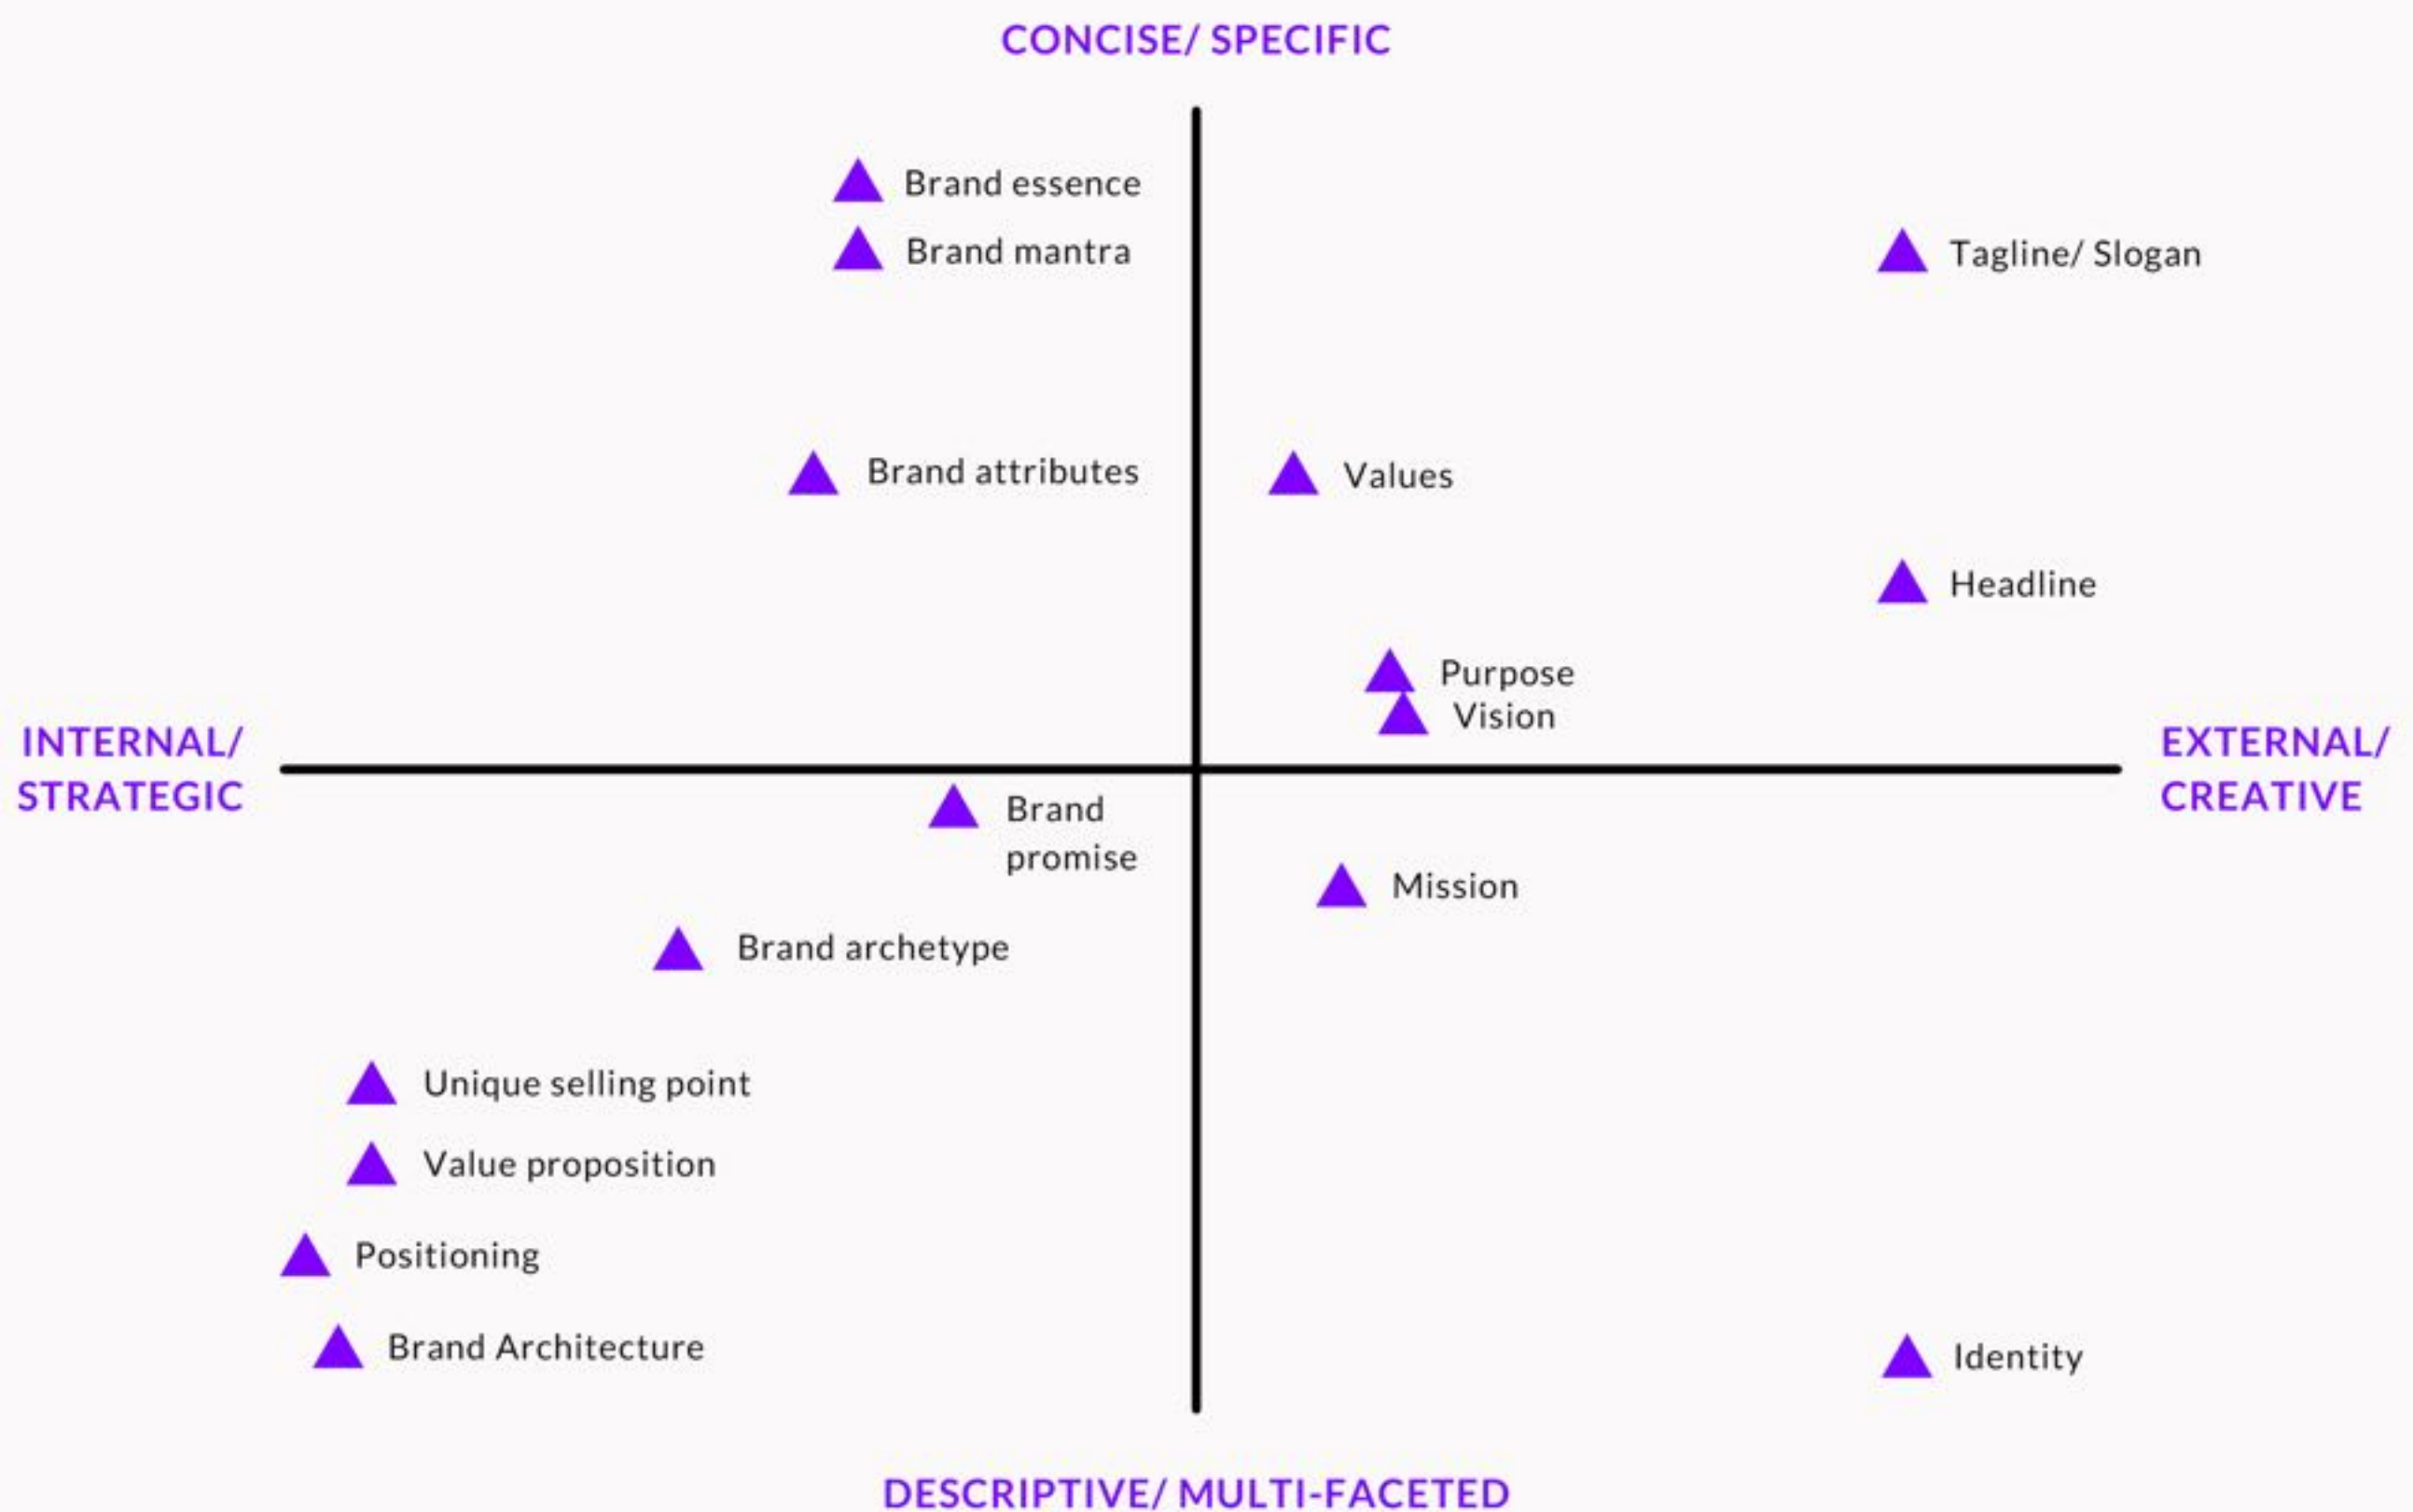 CONCISE/ SPECIFIC
Brand essence
Brand mantra
Tagline/ Slogan
Brand attributes
Values
Headline
Purpose
Vision
INTERNAL/
STRATEGIC
EXTERNAL/
CREATIVE
Brand
promise
Mission
Brand archetype
Unique selling point
Value proposition
Positioning
Brand Architecture
Identity
DESCRIPTIVE/ MULTI-FACETED